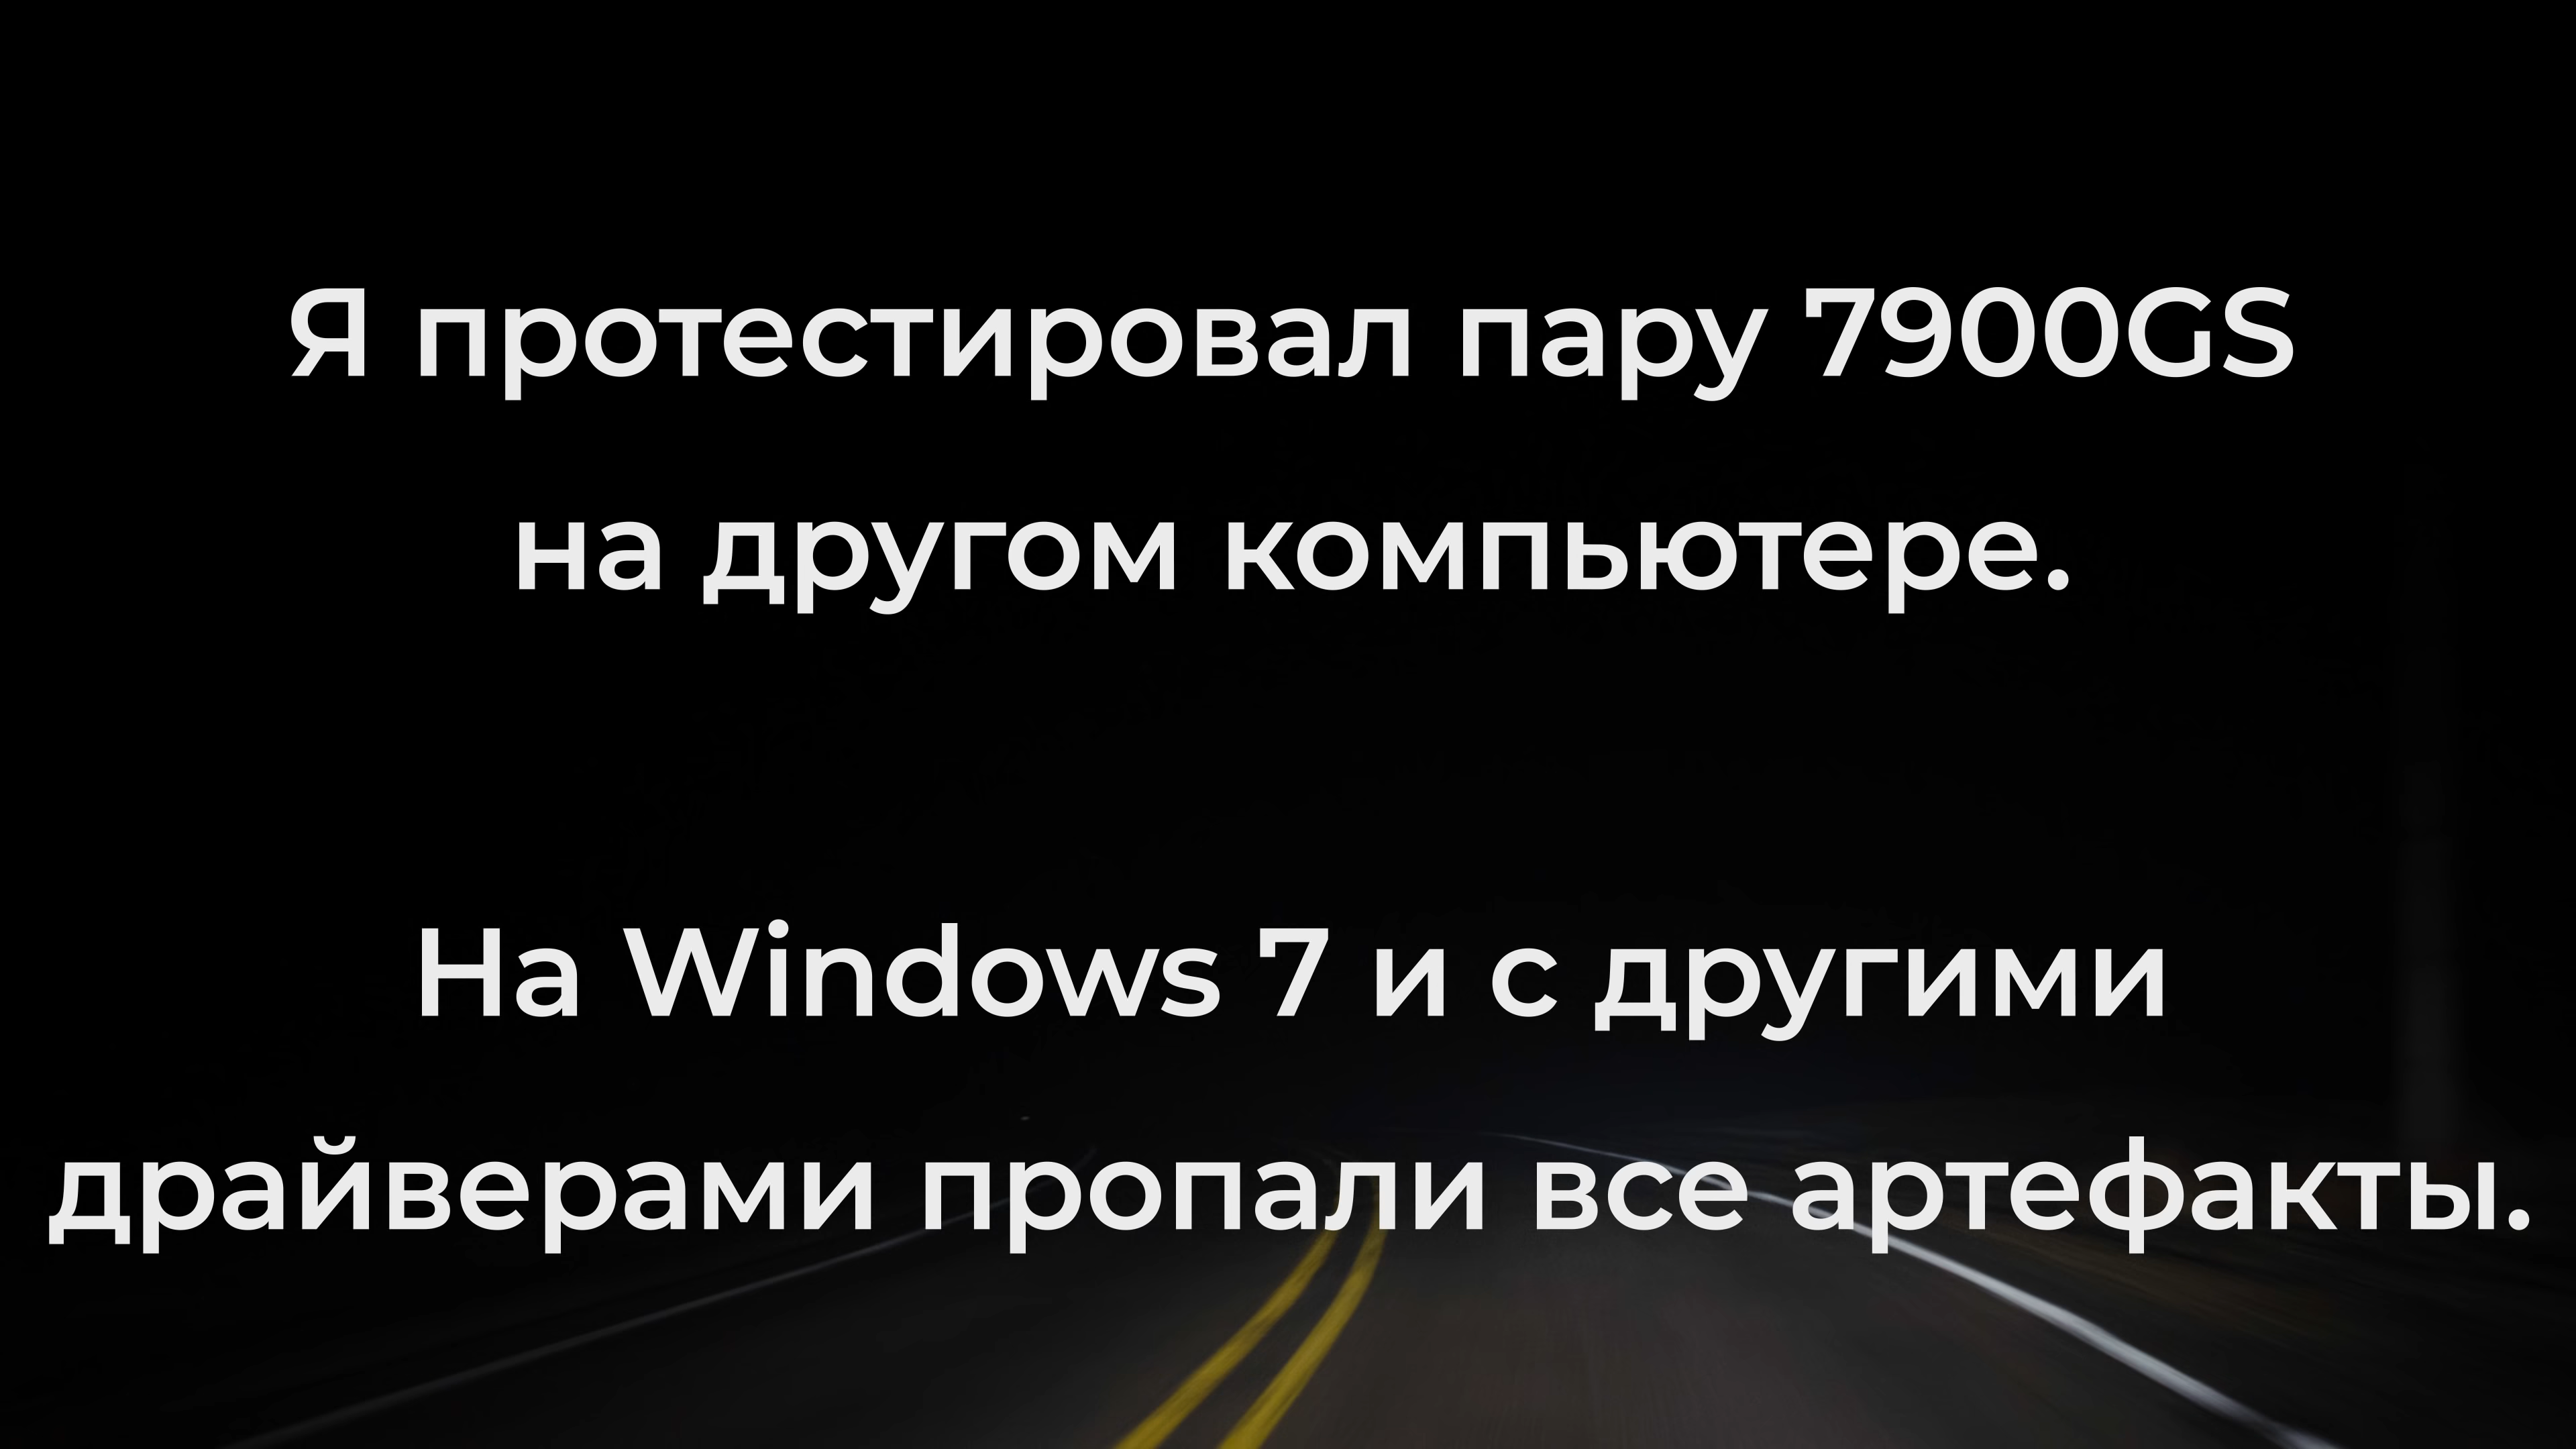 Я протестировал пару 7900GS
на другом компьютере.
На Windows 7 и с другими
драйверами пропали все артефакты.